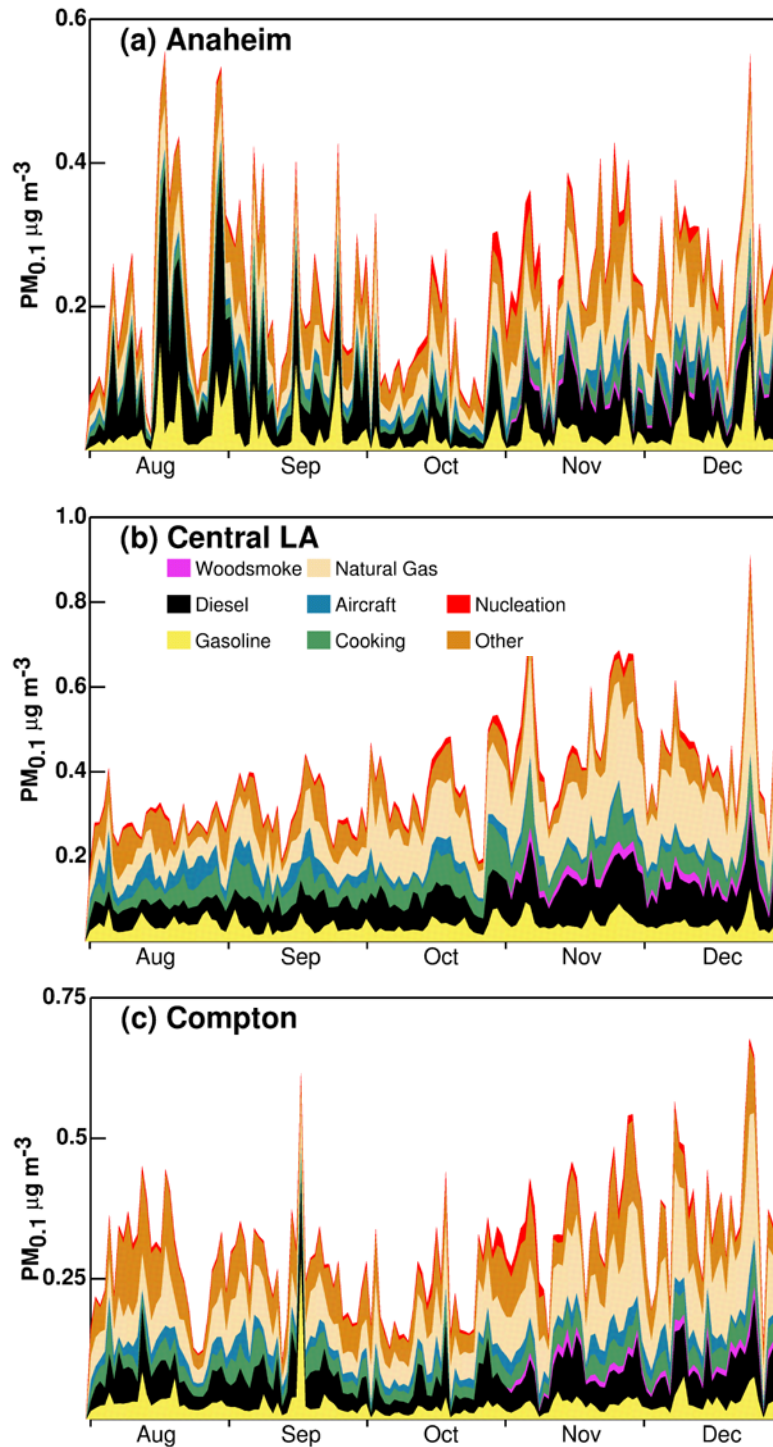 (a) Anaheim
0.6
0.4
0.2
PM0.1 μg m-3
Aug Sep Oct Nov Dec
(b) Central LA
Woodsmoke Natural Gas
Diesel Aircraft Nucleation
Gasoline Cooking Other
1.0
0.8
0.6
0.4
0.2
PM0.1 μg m-3
Aug Sep Oct Nov Dec
(c) Compton
0.75
0.5
0.25
PM0.1 μg m-3
Aug Sep Oct Nov Dec